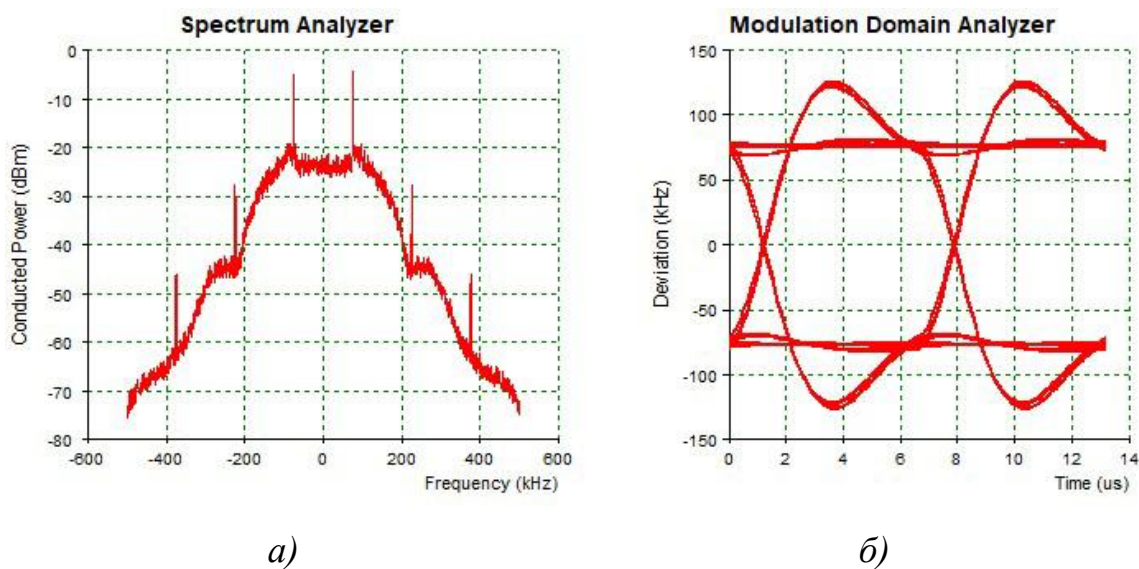 Spectrum Analyzer
Conducted Power (dBm)
0
-10
-20
-30
-40
-50
-60
-70
-80
-600 -400 -200 0 200 400 600
Frequency (kHz)
а)
Modulation Domain Analyzer
Deviation (kHz)
150
100
50
0
-50
-100
-150
0 2 4 6 8 10 12 14
Time (us)
б)